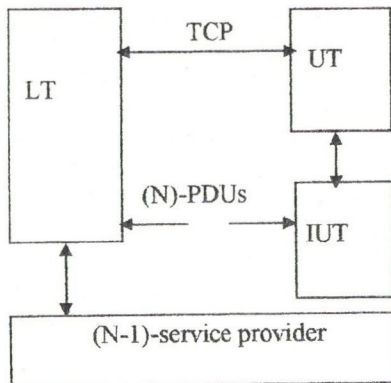 TCP
LT
UT
(N)-PDUs
IUT
(N-1)-service provider